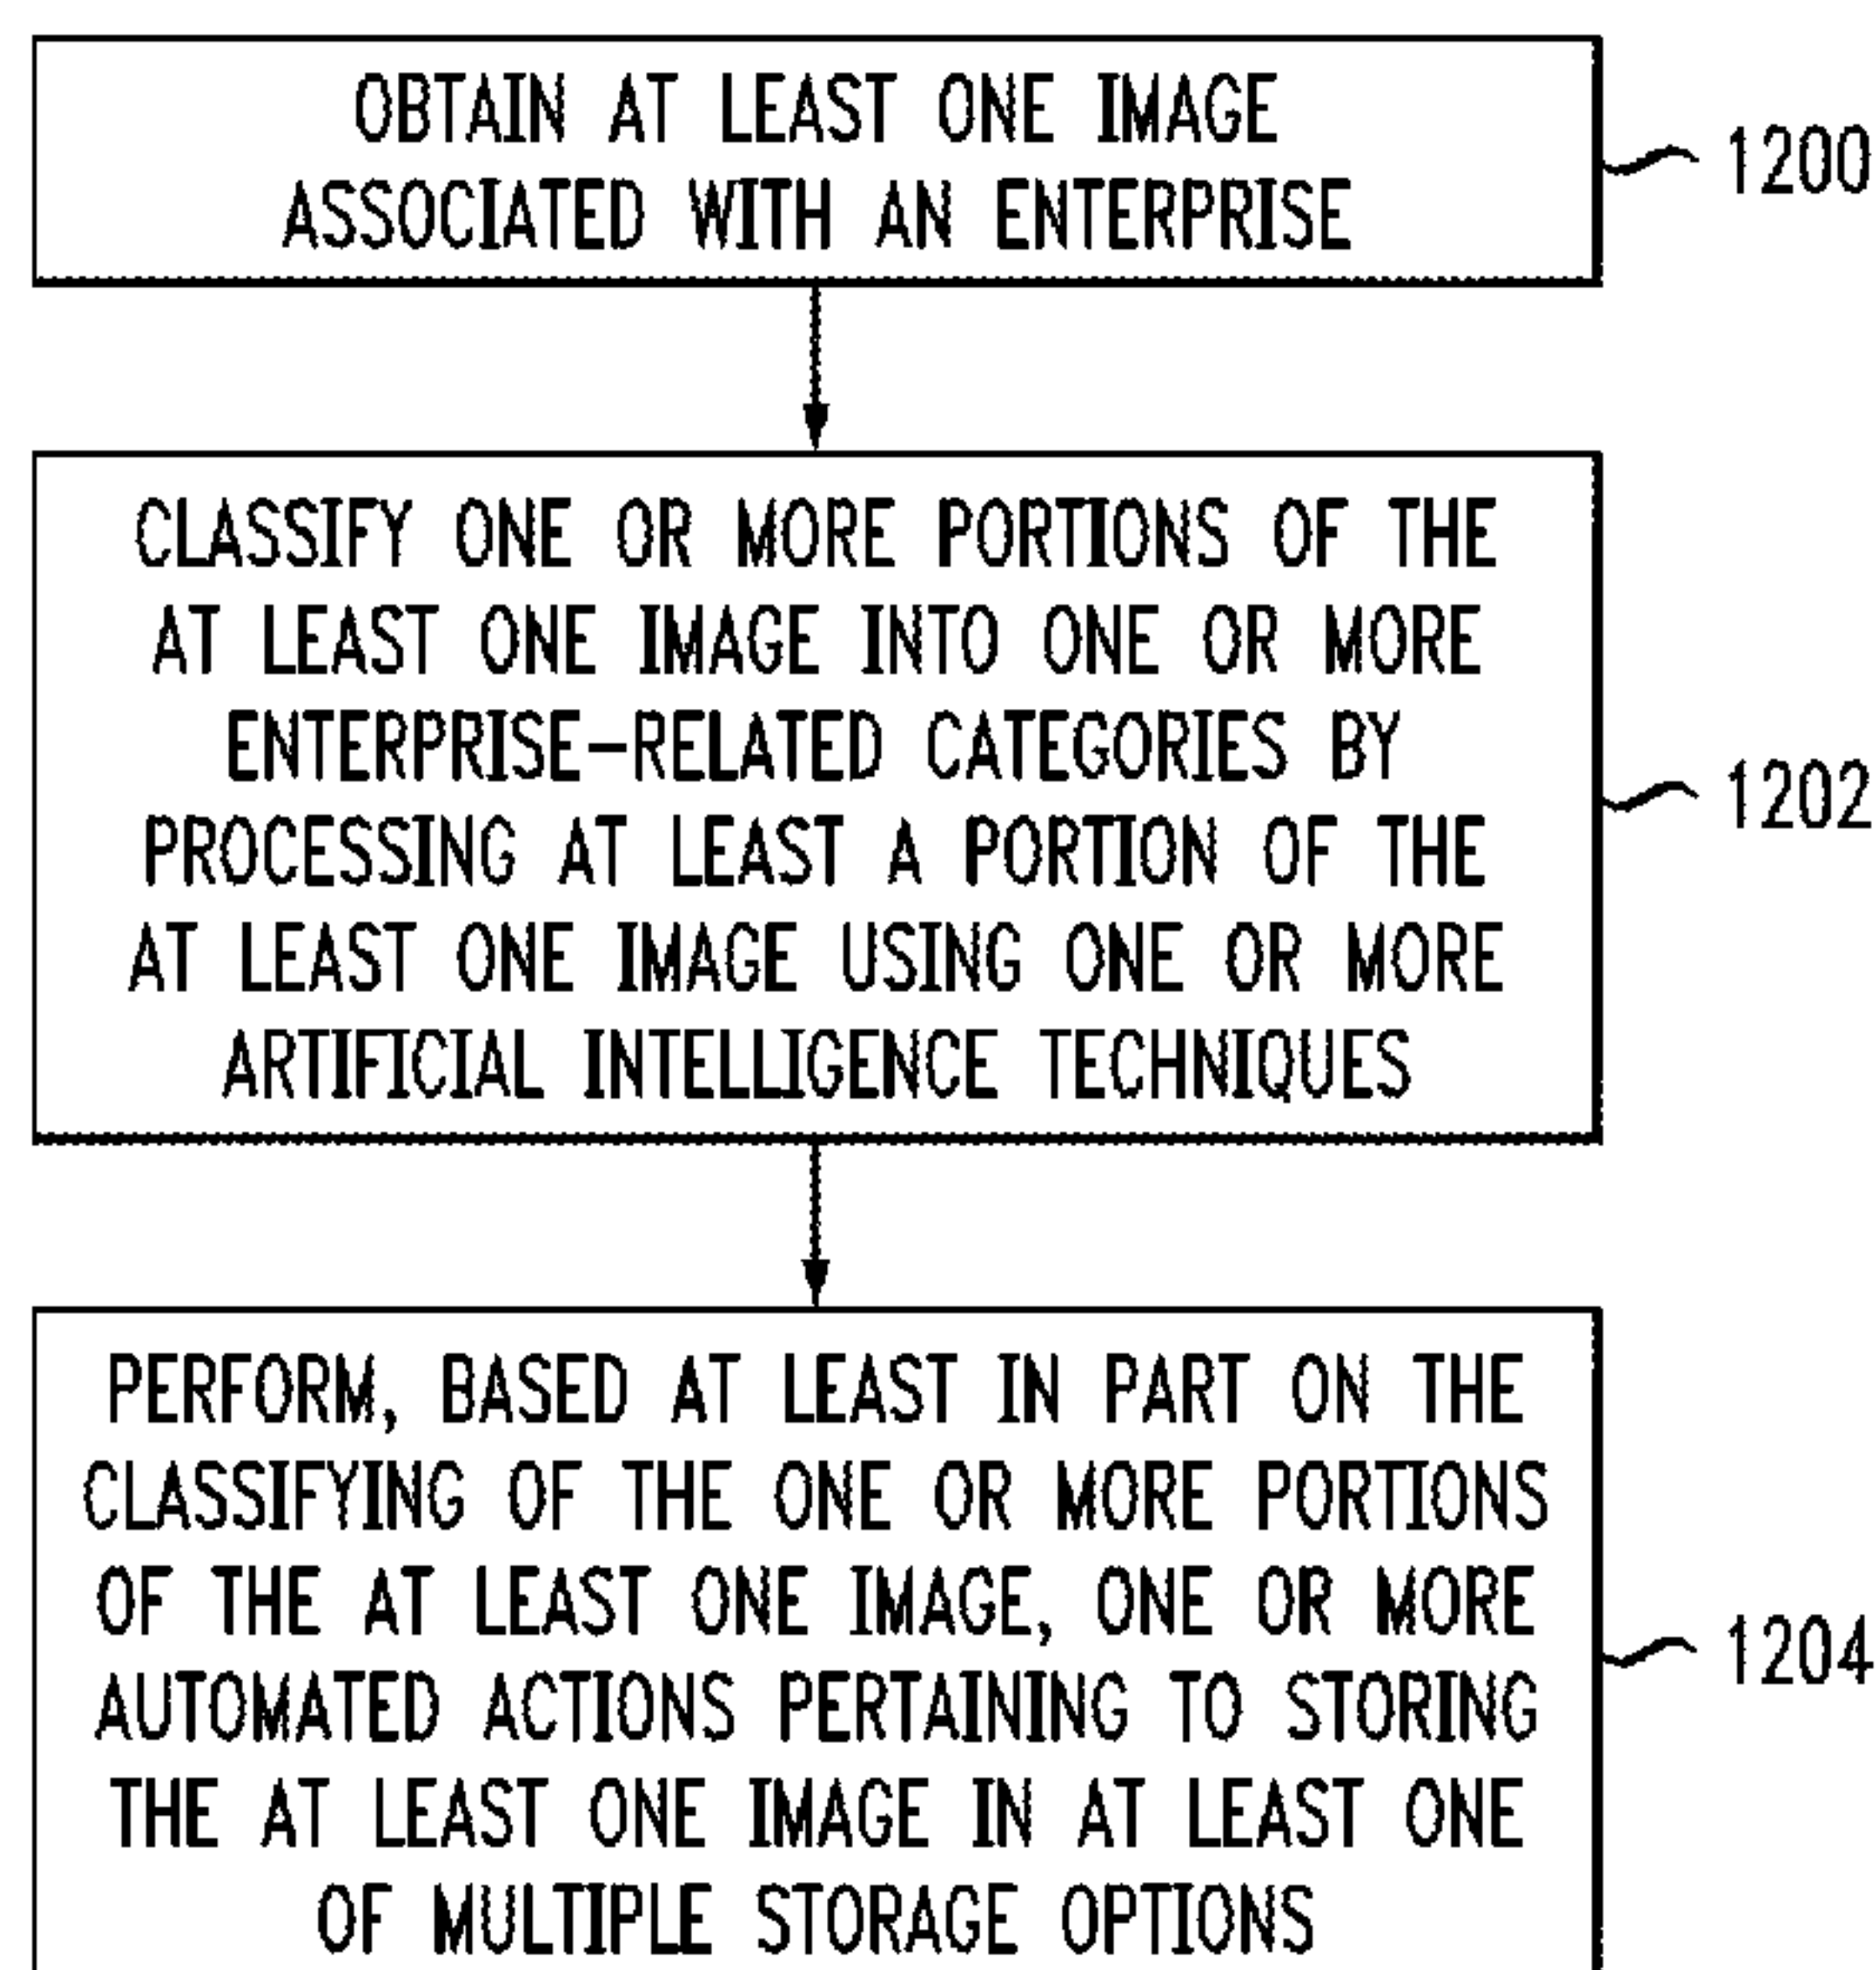 OBTAIN AT LEAST ONE IMAGE
ASSOCIATED WITH AN ENTERPRISE
1200
CLASSIFY ONE OR MORE PORTIONS OF THE
AT LEAST ONE IMAGE INTO ONE OR MORE
ENTERPRISE-RELATED CATEGORIES BY
PROCESSING AT LEAST A PORTION OF THE
AT LEAST ONE IMAGE USING ONE OR MORE
ARTIFICIAL INTELLIGENCE TECHNIQUES
1202
PERFORM, BASED AT LEAST IN PART ON THE
CLASSIFYING OF THE ONE OR MORE PORTIONS
OF THE AT LEAST ONE IMAGE, ONE OR MORE
AUTOMATED ACTIONS PERTAINING TO STORING
THE AT LEAST ONE IMAGE IN AT LEAST ONE
OF MULTIPLE STORAGE OPTIONS
1204